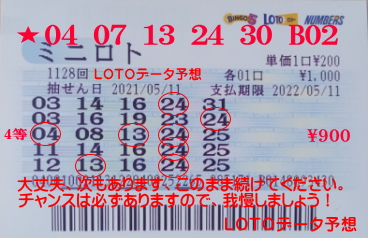 BINGO5 LOTO NUMBERS
★04 07 13 24 30 B02
ミニロト
単価1口¥200
1128回 LOTOデータ予想
各01口 ¥1,000
抽せん日 2021/05/11 支払期限 2022/05/11
03 14 16 24 31
03 16 19 23 24
4等 04 08 13 24 25 ¥900
11 14 16 24 25
12 13 16 24 25
大丈夫、次もあります、このまま続けてください。
チャンスは必ずありますので、我慢しましょう！
LOTOデータ予想